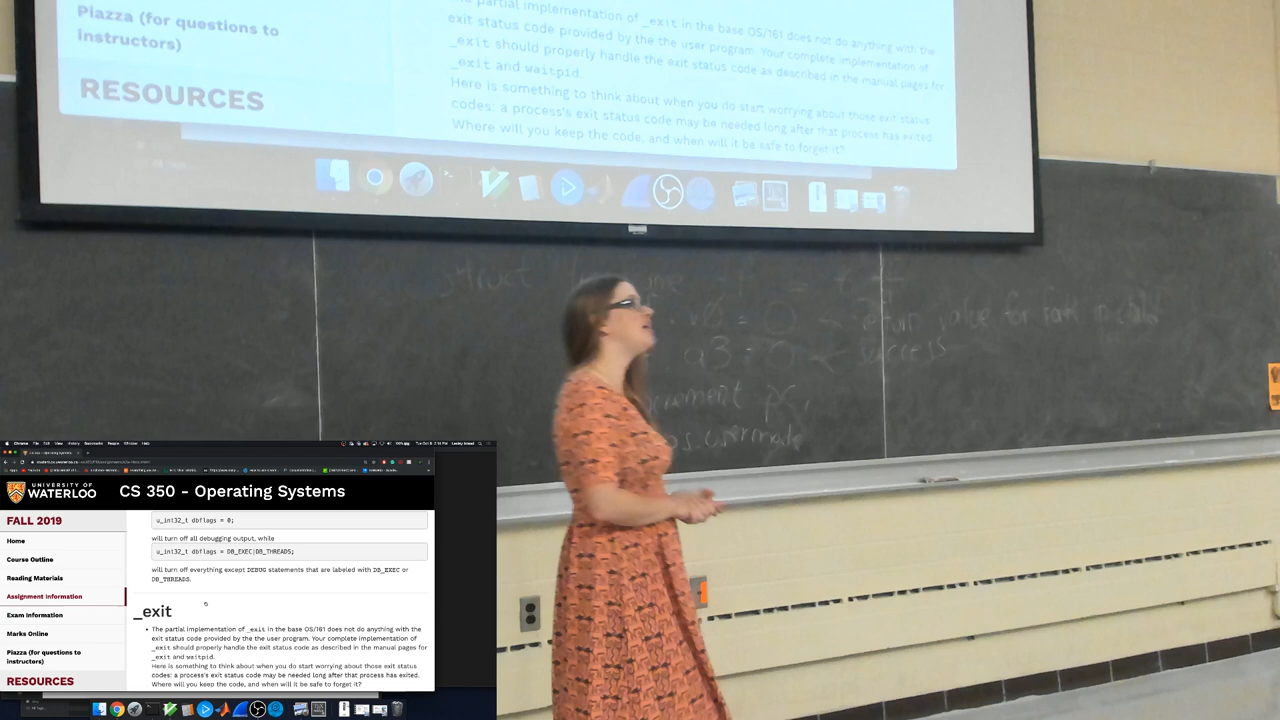 Piazza (for questions to
instructors)
RESOURCES
partial implementation of _exit in the base OS/161 does not do anything with the
exit status code provided by the the user program. Your complete implementation of
_exit should properly handle the exit status code as described in the manual pages for
_exit and waitpid.
Here is something to think about when you do start worrying about those exit status
codes: a process's exit status code may be needed long after that process has exited
Where will you keep the code, and when will it be safe to forget it?
struct
vØ = 0 ← return value for
a3 = 0 ← success
increment pc,
usermode
UNIVERSITY OF
WATERLOO
CS 350 - Operating Systems
FALL 2019
Home
Course Outline
Reading Materials
Assignment Information
Exam Information
Marks Online
Piazza (for questions to
instructors)
RESOURCES
u_int32_t dbflags = 0;
will turn off all debugging output, while
u_int32_t dbflags = DB_EXEC|DB_THREADS;
will turn off everything except DEBUG statements that are labeled with DB_EXEC or
DB_THREADS.
_exit
• The partial implementation of _exit in the base OS/161 does not do anything with the
exit status code provided by the the user program. Your complete implementation of
_exit should properly handle the exit status code as described in the manual pages for
_exit and waitpid.
Here is something to think about when you do start worrying about those exit status
codes: a process's exit status code may be needed long after that process has exited.
Where will you keep the code, and when will it be safe to forget it?